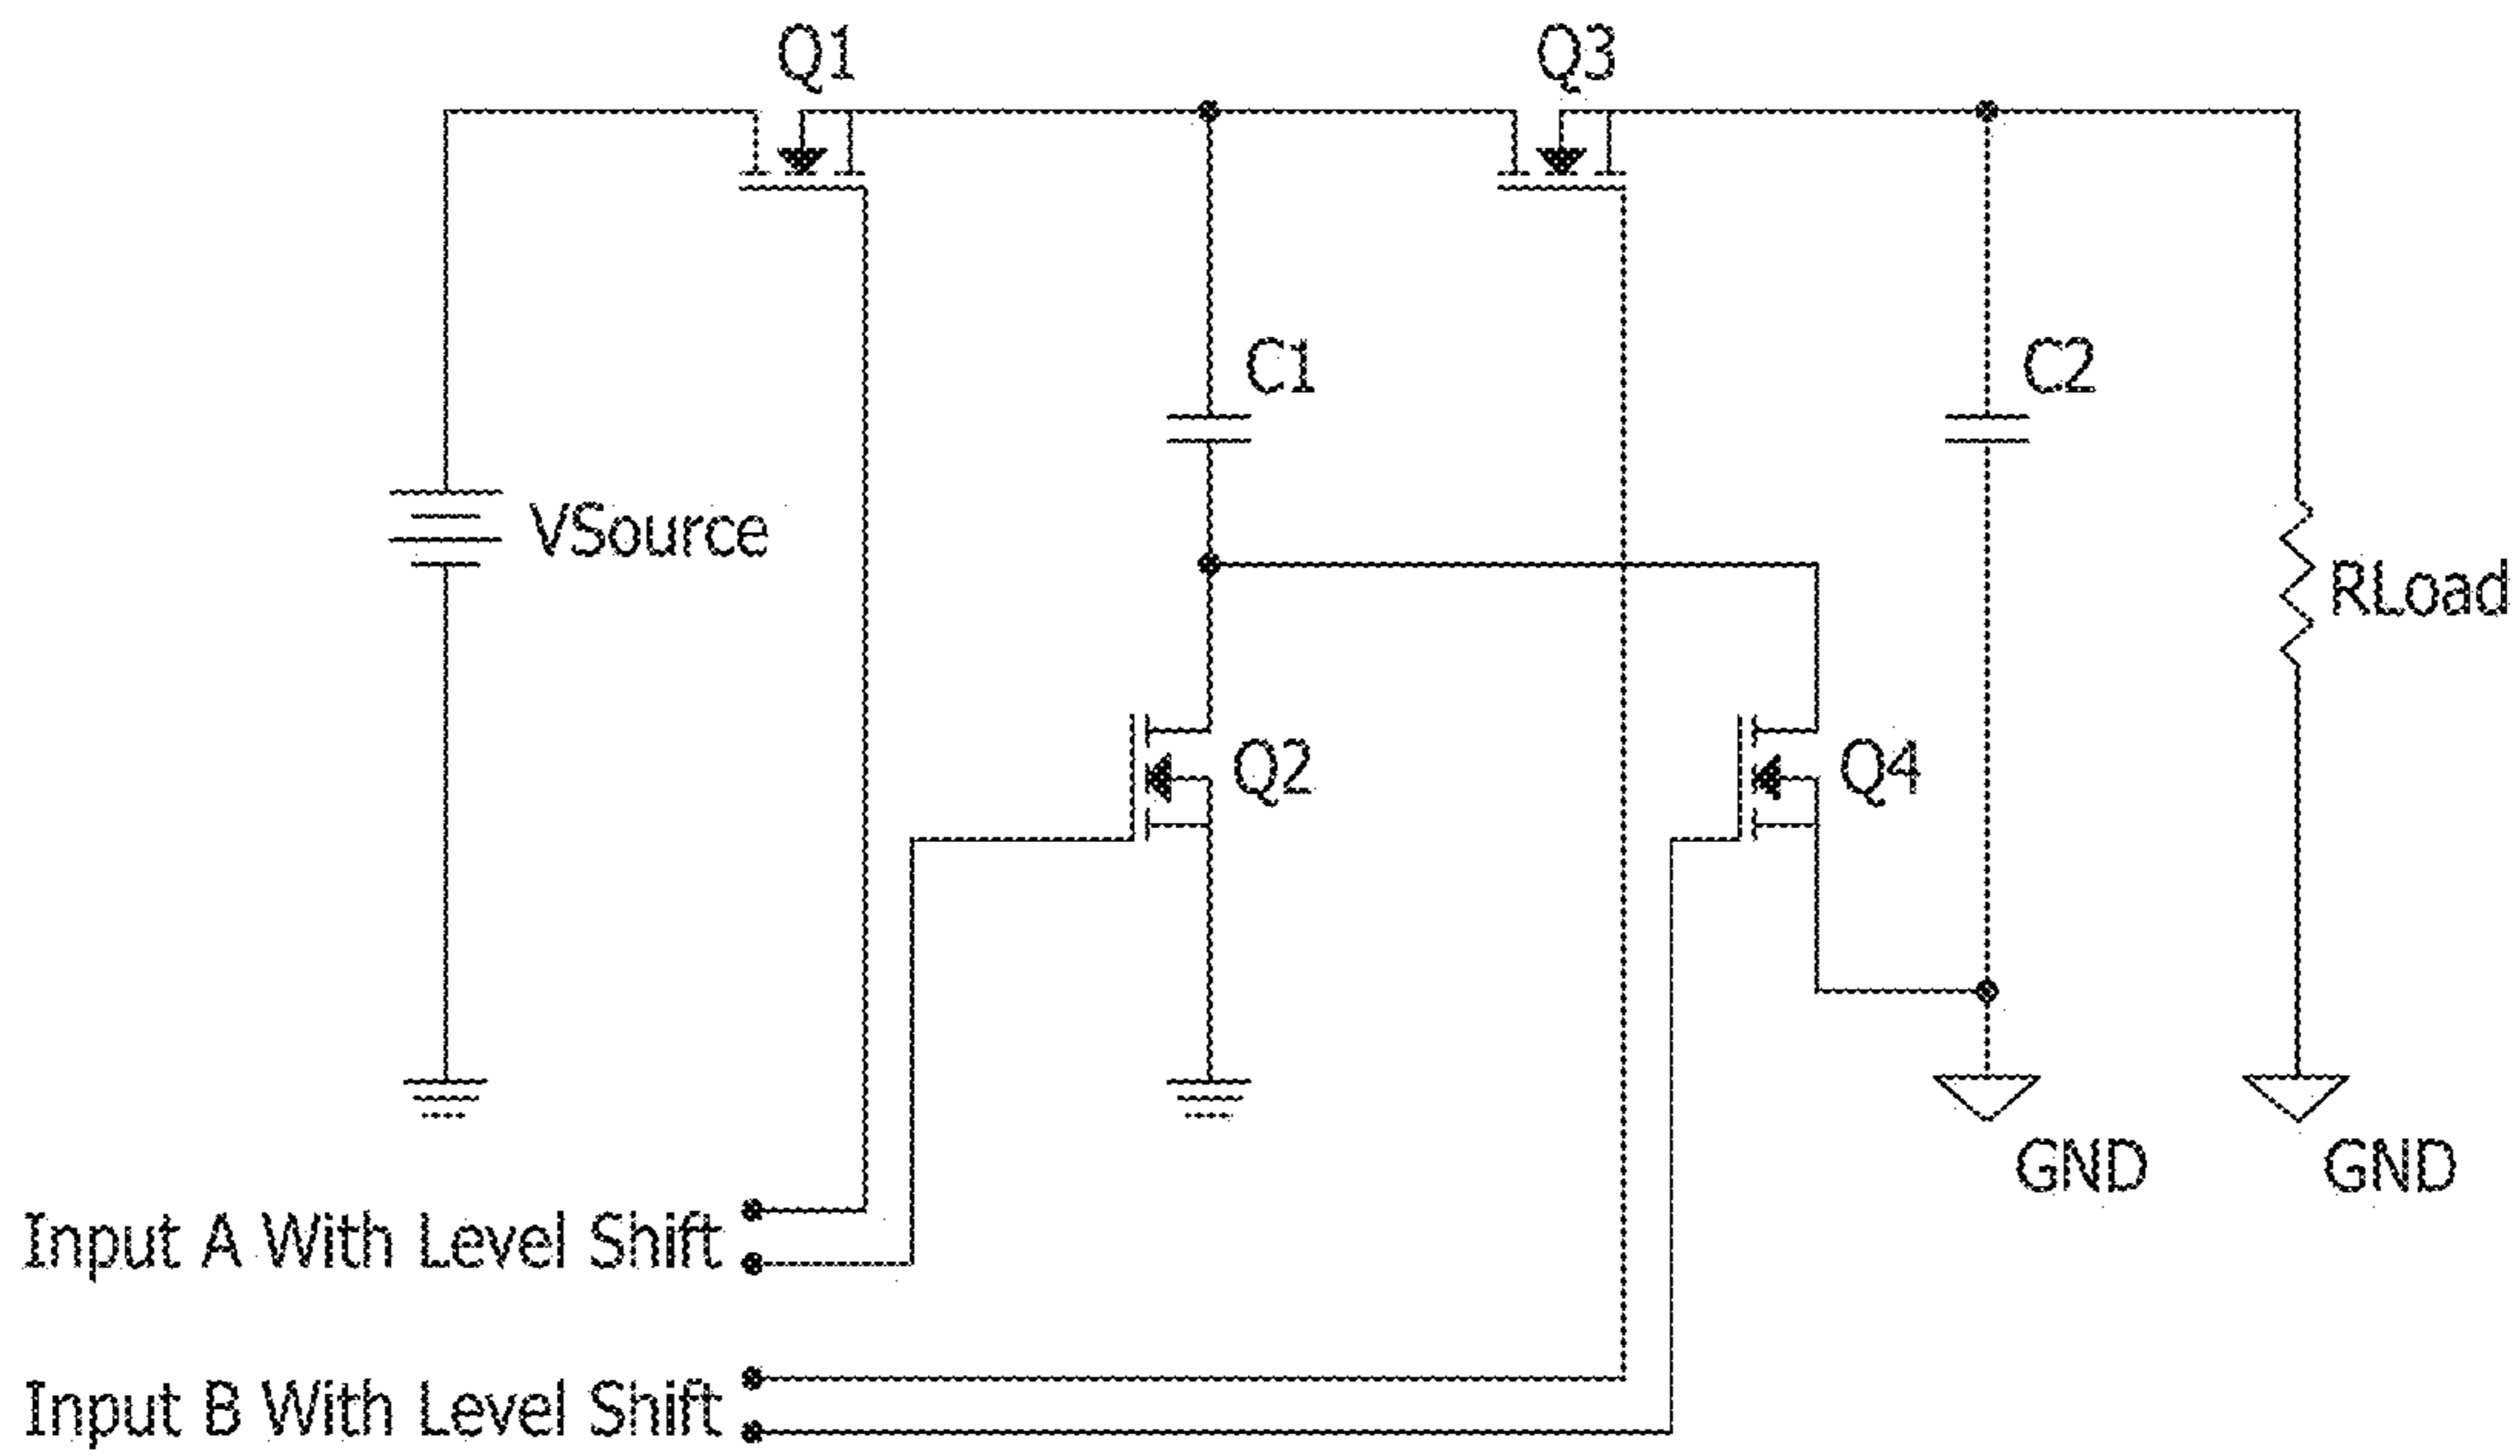 Q1
Q3
C1
C2
VSource
RLoad
Q2
Q4
GND
GND
Input A With Level Shift
Input B With Level Shift